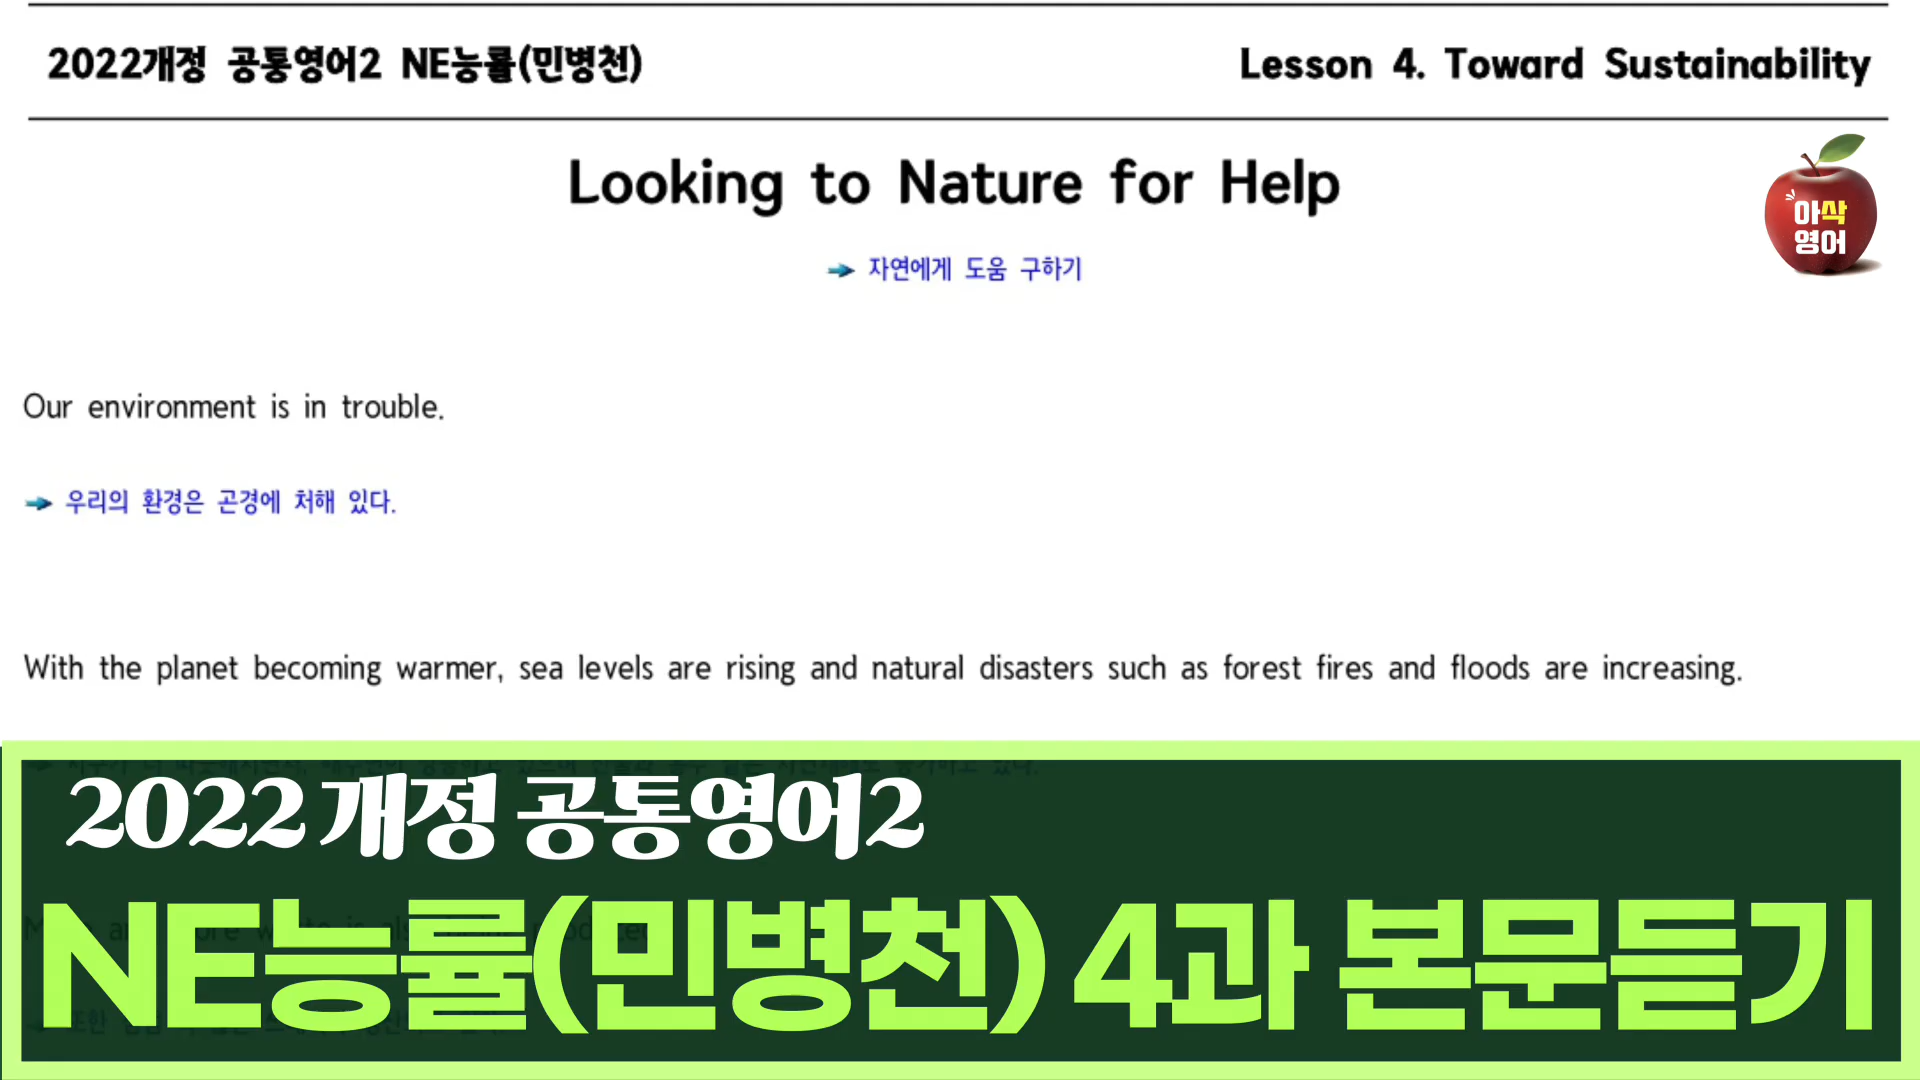 2022개정 공통영어2 NE능률(민병천)
Lesson 4. Toward Sustainability
Looking to Nature for Help
아삭
영어
자연에게 도움 구하기
Our environment is in trouble.
우리의 환경은 곤경에 처해 있다.
With the planet becoming warmer, sea levels are rising and natural disasters such as forest fires and floods are increasing.
2022 개정 공통영어2
NE능률(민병천) 4과 본문듣기